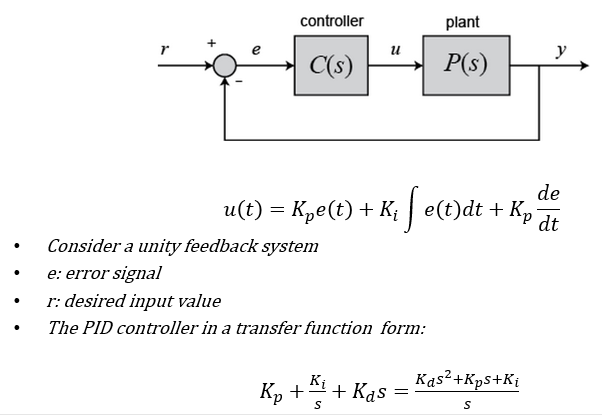 controller plant
r + e C(s) u P(s) y
-
u(t) = K_p e(t) + K_i ∫ e(t)dt + K_p de/dt
• Consider a unity feedback system
• e: error signal
• r: desired input value
• The PID controller in a transfer function form:
K_p + K_i/s + K_d s = (K_d s² + K_p s + K_i)/s